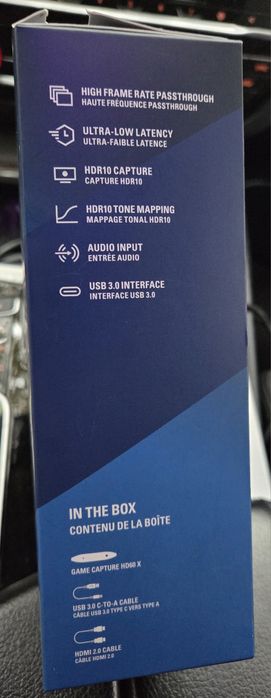 HIGH FRAME RATE PASSTHROUGH
HAUTE FRÉQUENCE PASSTHROUGH
ULTRA-LOW LATENCY
ULTRA-FAIBLE LATENCE
HDR10 CAPTURE
CAPTURE HDR10
HDR10 TONE MAPPING
MAPPAGE TONAL HDR10
AUDIO INPUT
ENTRÉE AUDIO
USB 3.0 INTERFACE
INTERFACE USB 3.0
IN THE BOX
CONTENU DE LA BOÎTE
GAME CAPTURE HD60 X
USB 3.0 C-TO-A CABLE
CÂBLE USB 3.0 TYPE C VERS TYPE A
HDMI 2.0 CABLE
CÂBLE HDMI 2.0